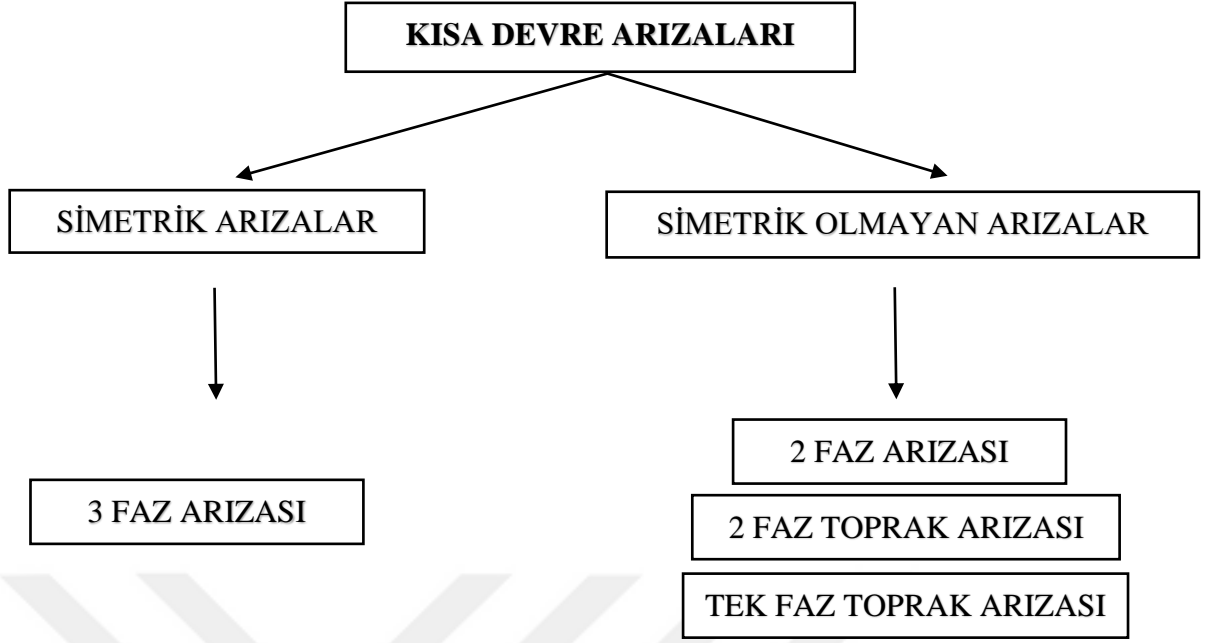 KISA DEVRE ARIZALARI
SİMETRİK ARIZALAR
SİMETRİK OLMAYAN ARIZALAR
3 FAZ ARIZASI
2 FAZ ARIZASI
2 FAZ TOPRAK ARIZASI
TEK FAZ TOPRAK ARIZASI